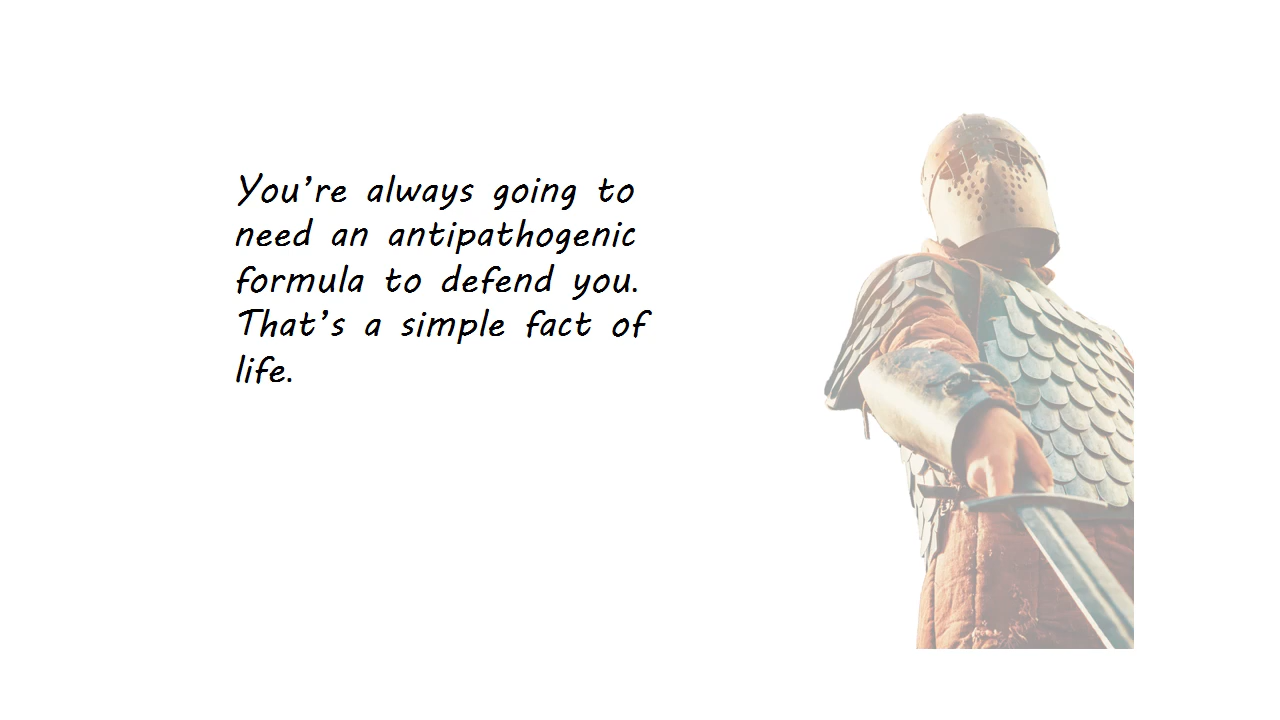 You’re always going to
need an antipathogenic
formula to defend you.
That’s a simple fact of
life.